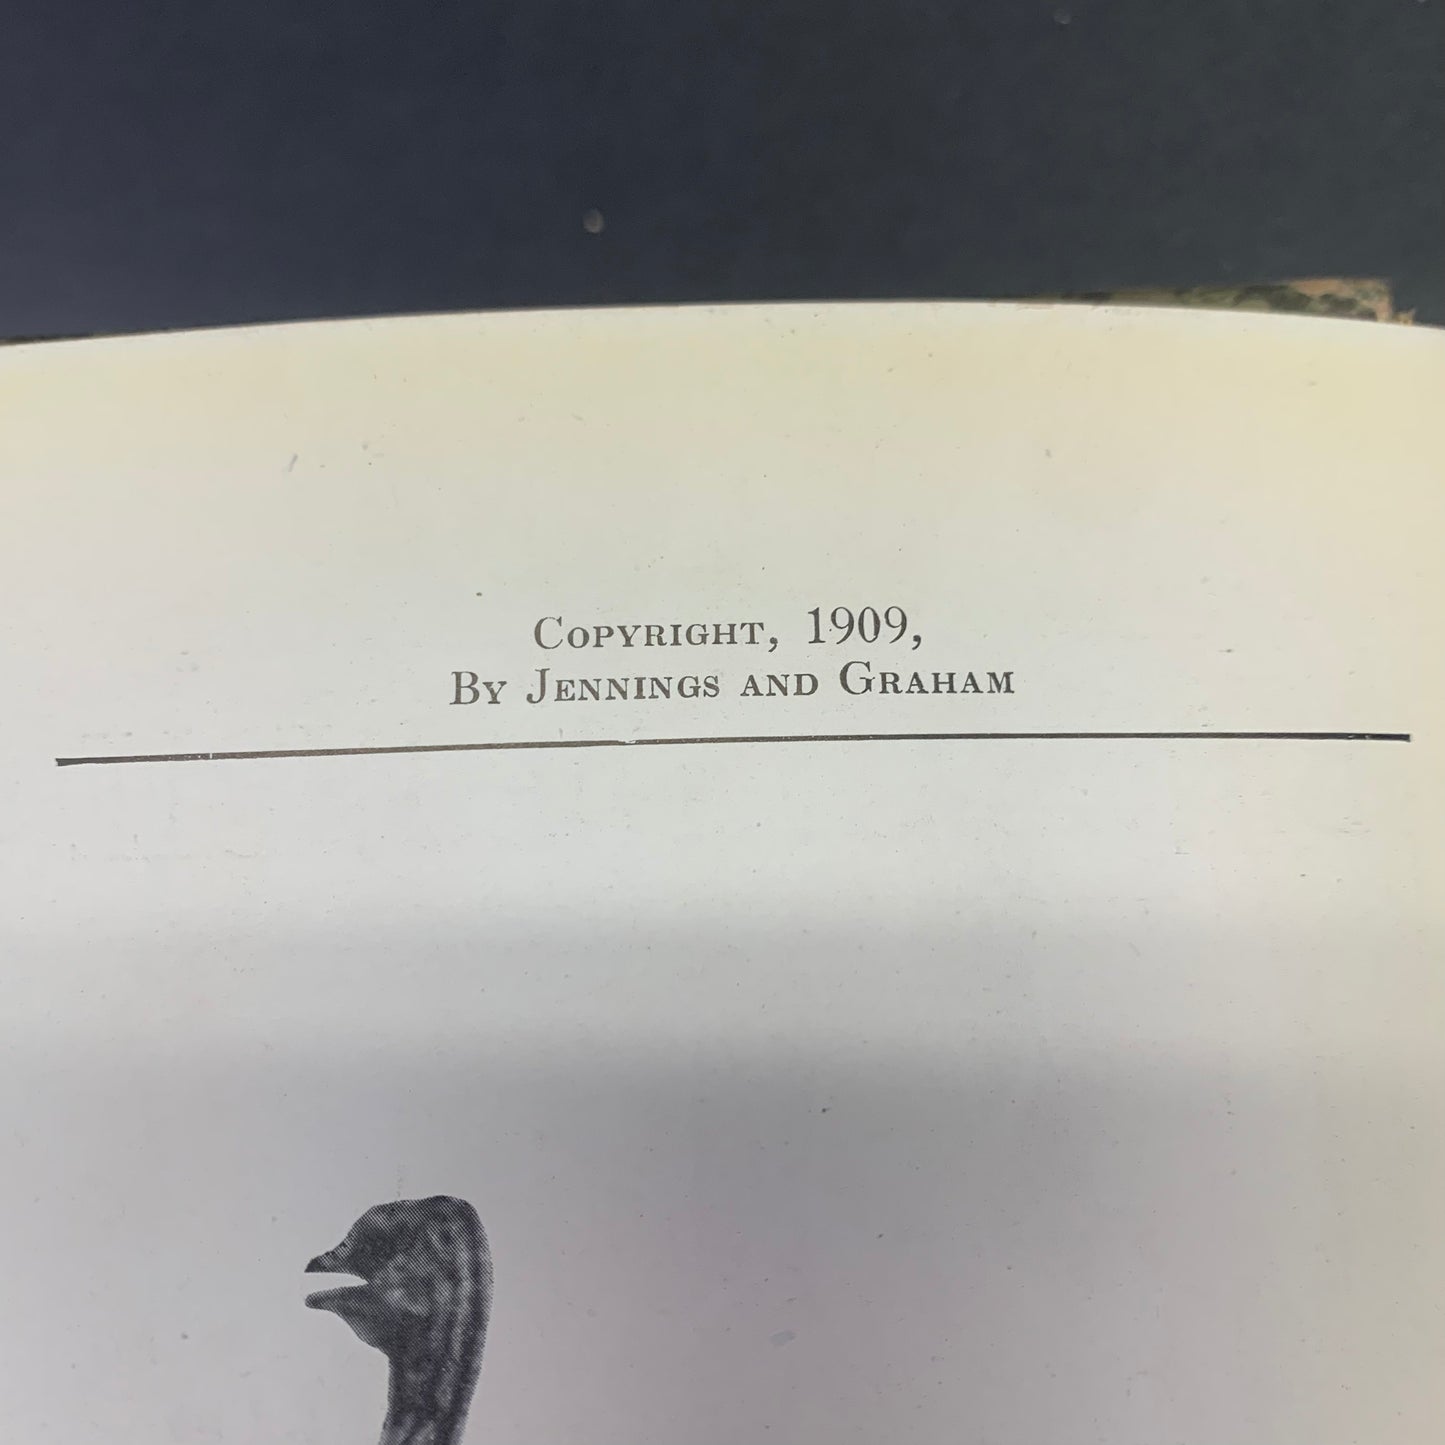 Copyright, 1909,
By Jennings and Graham